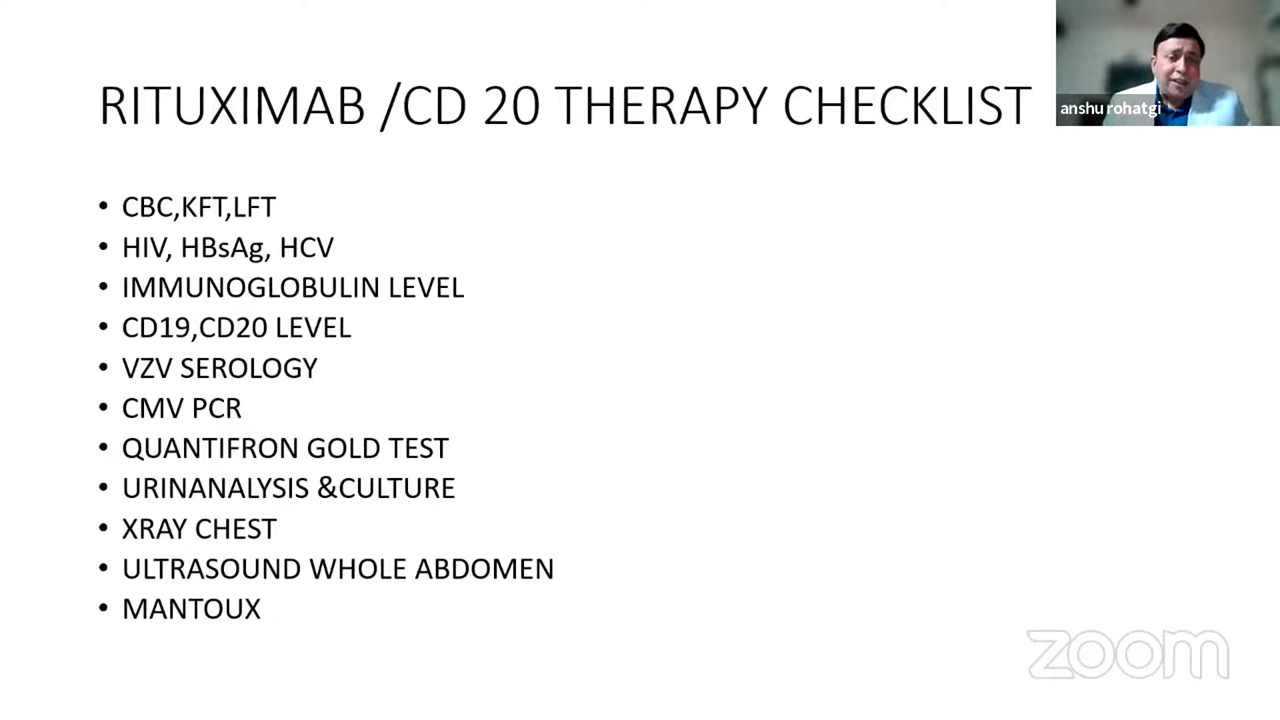 RITUXIMAB /CD 20 THERAPY CHECKLIST
anshu rohatgi
• CBC,KFT,LFT
• HIV, HBsAg, HCV
• IMMUNOGLOBULIN LEVEL
• CD19,CD20 LEVEL
• VZV SEROLOGY
• CMV PCR
• QUANTIFRON GOLD TEST
• URINANALYSIS &CULTURE
• XRAY CHEST
• ULTRASOUND WHOLE ABDOMEN
• MANTOUX
zoom